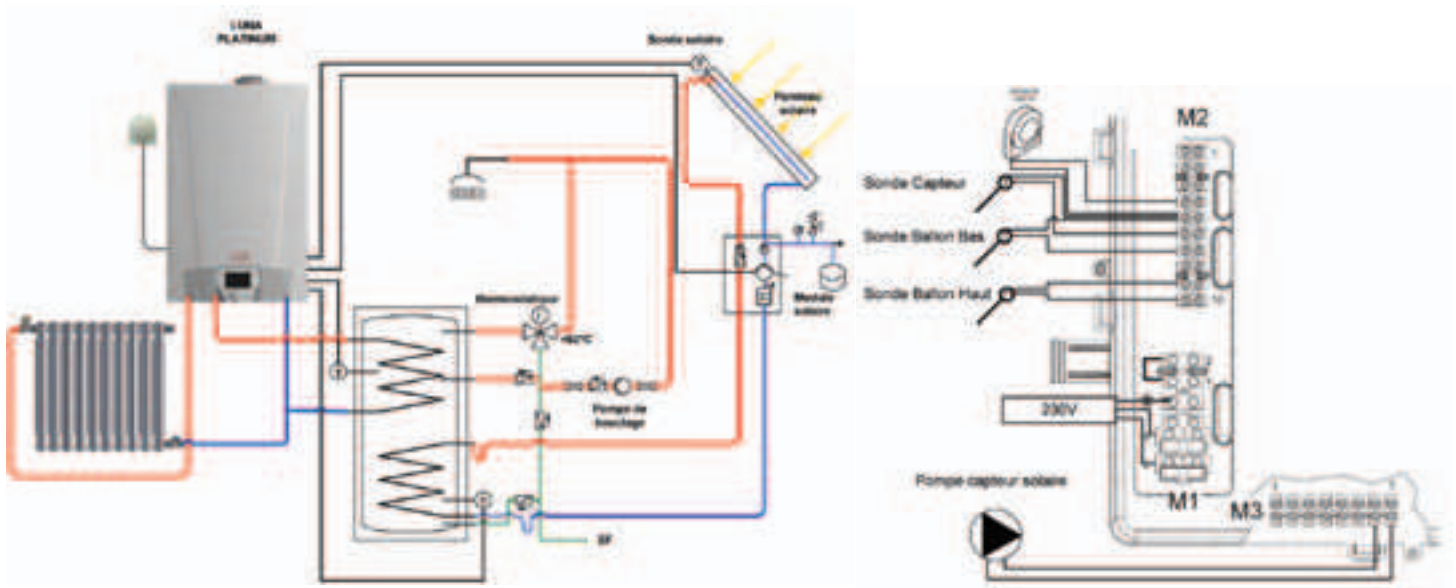 LUNA
PLATINUM
Sonde solaire
Panneau
solaire
Module
solaire
Pompe de
bouclage
M2
Sonde Capteur
Sonde Ballon Bas
Sonde Ballon Haut
230V
M1
Pompe capteur solaire
M3